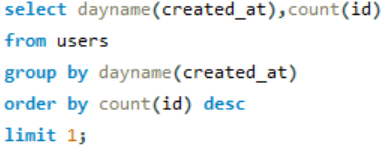 select dayname(created_at),count(id)
from users
group by dayname(created_at)
order by count(id) desc
limit 1;